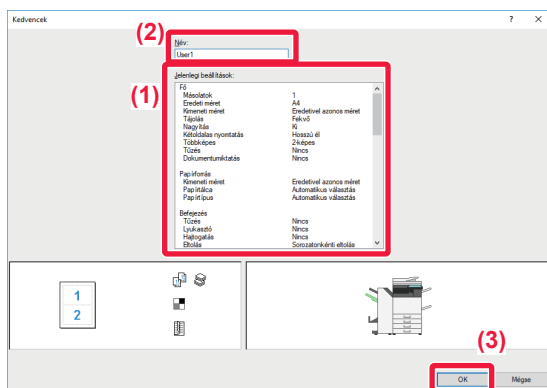 Kedvencek
? ×
(2)
Név:
User1
(1)
Jelenlegi beállítások:
Fő
Másolatok 1
Eredeti méret A4
Kimeneti méret Eredetivel azonos méret
Tájolás Fekvő
Nagyítás Ki
Kétoldalas nyomtatás Hosszú él
Többképes 2-képes
Tűzés Nincs
Dokumentumiktatás Nincs
Papírforrás
Kimeneti méret Eredetivel azonos méret
Papírtálca Automatikus választás
Papírtípus Automatikus választás
Befejezés
Tűzés Nincs
Lyukasztó Nincs
Hajtogatás Nincs
Eltolás Sorozatonkénti eltolás
1
2
(3)
OK Mégse